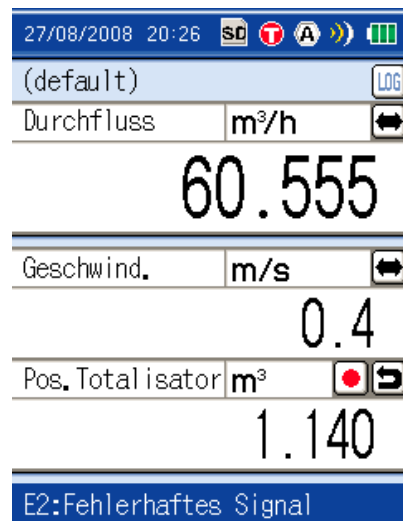 27/08/2008 20:26 SD T A
(default) LOG
Durchfluss m³/h
60.555
Geschwind. m/s
0.4
Pos.Totalisator m³
1.140
E2:Fehlerhaftes Signal